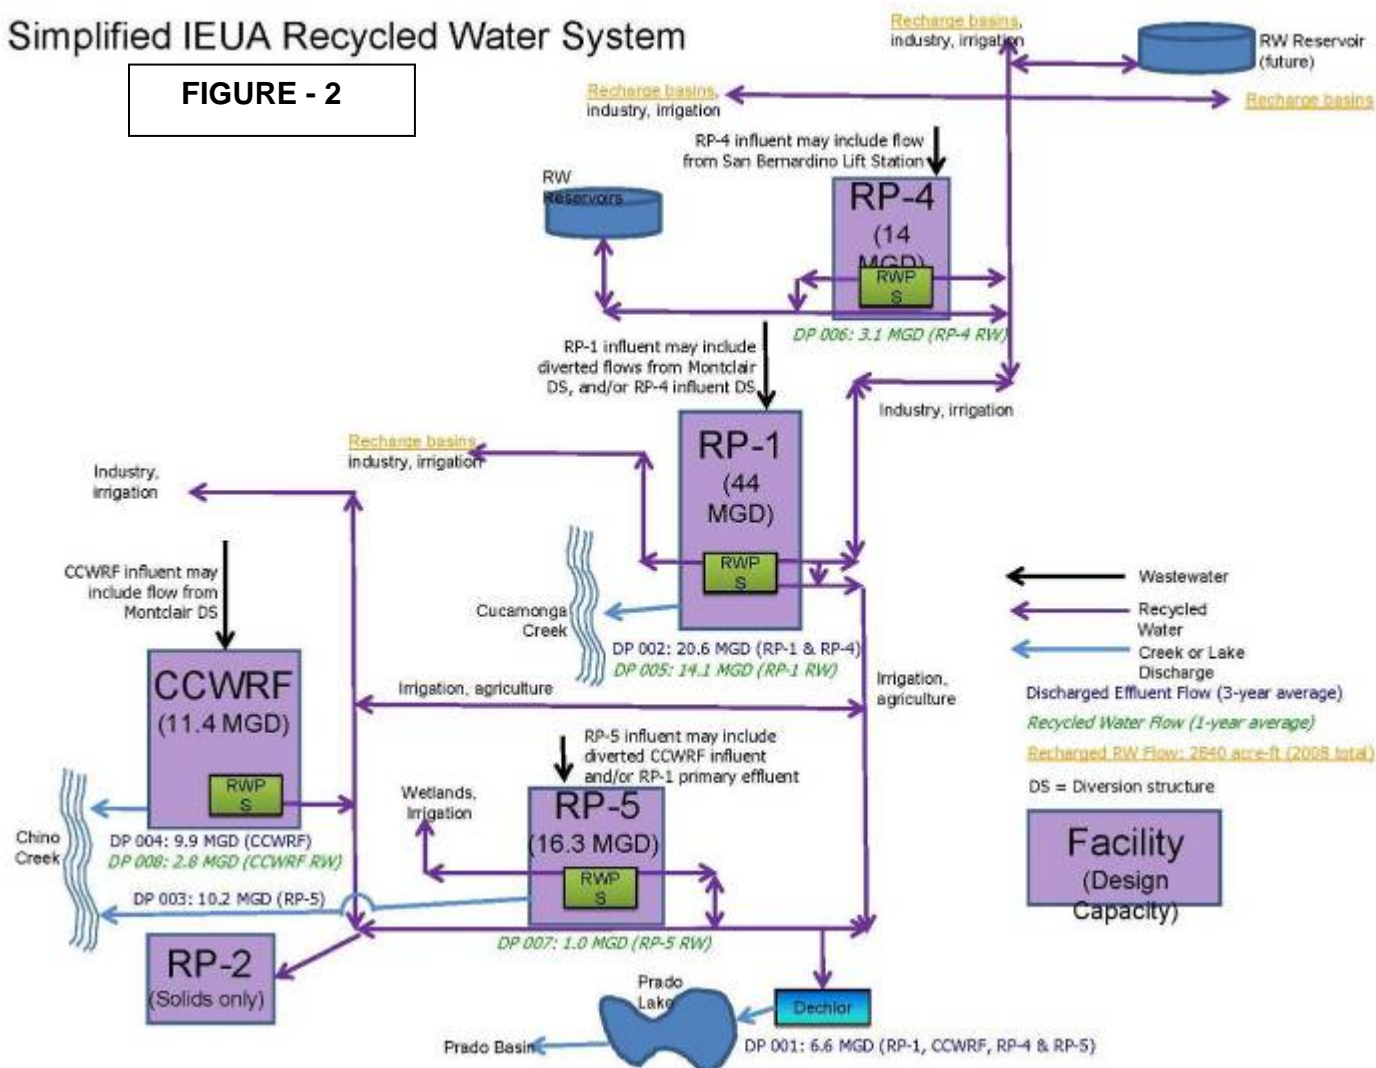 Simplified IEUA Recycled Water System
FIGURE - 2
Recharge basins,
industry, irrigation
RW Reservoir
(future)
Recharge basins,
industry, irrigation
Recharge basins
RP-4 influent may include flow
from San Bernardino Lift Station
RW
Reservoirs
RP-4
(14
MGD)
RWP
S
DP 006: 3.1 MGD (RP-4 RW)
RP-1 influent may include
diverted flows from Montclair
DS, and/or RP-4 influent DS
Industry, irrigation
RP-1
(44
MGD)
RWP
S
Recharge basins,
industry, irrigation
Industry,
irrigation
CCWRF influent may
include flow from
Montclair DS
Cucamonga
Creek
DP 002: 20.6 MGD (RP-1 & RP-4)
DP 005: 14.1 MGD (RP-1 RW)
Wastewater
Recycled
Water
Creek or Lake
Discharge
Discharged Effluent Flow (3-year average)
Recycled Water Flow (1-year average)
Recharged RW Flow: 2840 acre-ft (2008 total)
DS = Diversion structure
Facility
(Design
Capacity)
CCWRF
(11.4 MGD)
RWP
S
Irrigation, agriculture
Irrigation,
agriculture
RP-5 influent may include
diverted CCWRF influent
and/or RP-1 primary effluent
Wetlands,
Irrigation
RP-5
(16.3 MGD)
RWP
S
Chino
Creek
DP 004: 9.9 MGD (CCWRF)
DP 008: 2.8 MGD (CCWRF RW)
DP 003: 10.2 MGD (RP-5)
DP 007: 1.0 MGD (RP-5 RW)
RP-2
(Solids only)
Prado
Lake
Dechlor
Prado Basin
DP 001: 6.6 MGD (RP-1, CCWRF, RP-4 & RP-5)